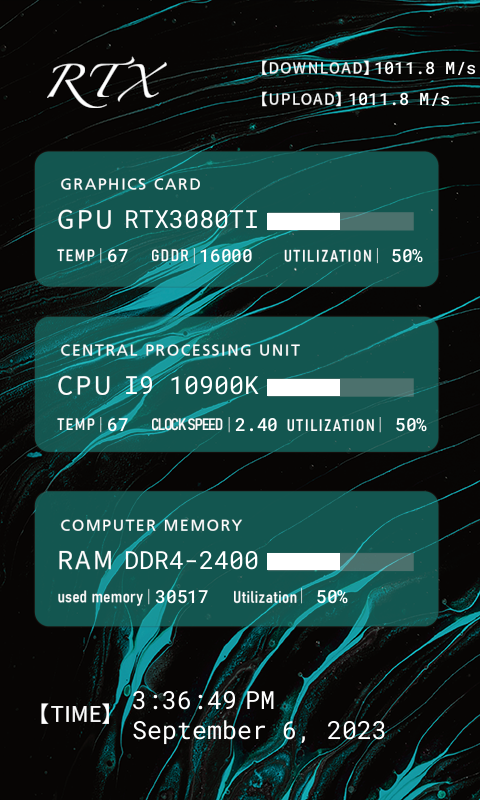 RTX
【DOWNLOAD】1011.8 M/s
【UPLOAD】1011.8 M/s
GRAPHICS CARD
GPU RTX3080TI
TEMP|67 GDDR|16000 UTILIZATION| 50%
CENTRAL PROCESSING UNIT
CPU I9 10900K
TEMP|67 CLOCK SPEED|2.40 UTILIZATION| 50%
COMPUTER MEMORY
RAM DDR4-2400
used memory|30517 Utilization| 50%
【TIME】
3:36:49 PM
September 6, 2023